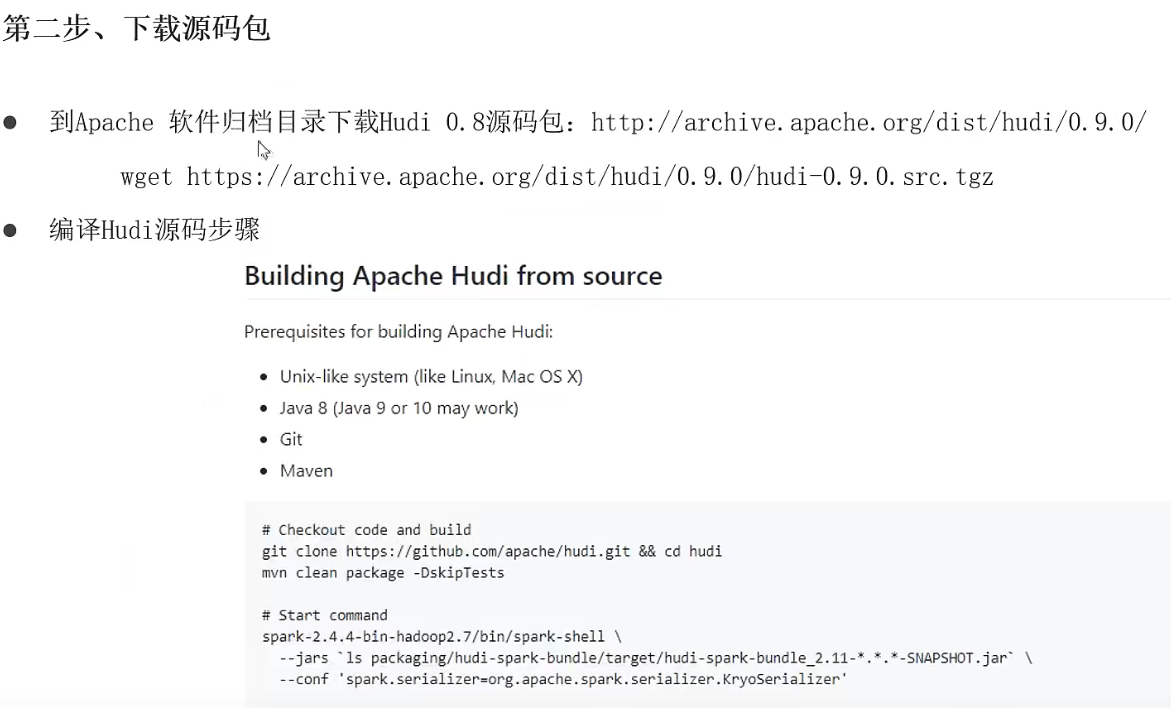 第二步、下载源码包
● 到Apache 软件归档目录下载Hudi 0.8源码包：http://archive.apache.org/dist/hudi/0.9.0/
wget https://archive.apache.org/dist/hudi/0.9.0/hudi-0.9.0.src.tgz
● 编译Hudi源码步骤
Building Apache Hudi from source
Prerequisites for building Apache Hudi:
• Unix-like system (like Linux, Mac OS X)
• Java 8 (Java 9 or 10 may work)
• Git
• Maven
# Checkout code and build
git clone https://github.com/apache/hudi.git && cd hudi
mvn clean package -DskipTests
# Start command
spark-2.4.4-bin-hadoop2.7/bin/spark-shell \
--jars `ls packaging/hudi-spark-bundle/target/hudi-spark-bundle_2.11-*.*.*-SNAPSHOT.jar` \
--conf 'spark.serializer=org.apache.spark.serializer.KryoSerializer'